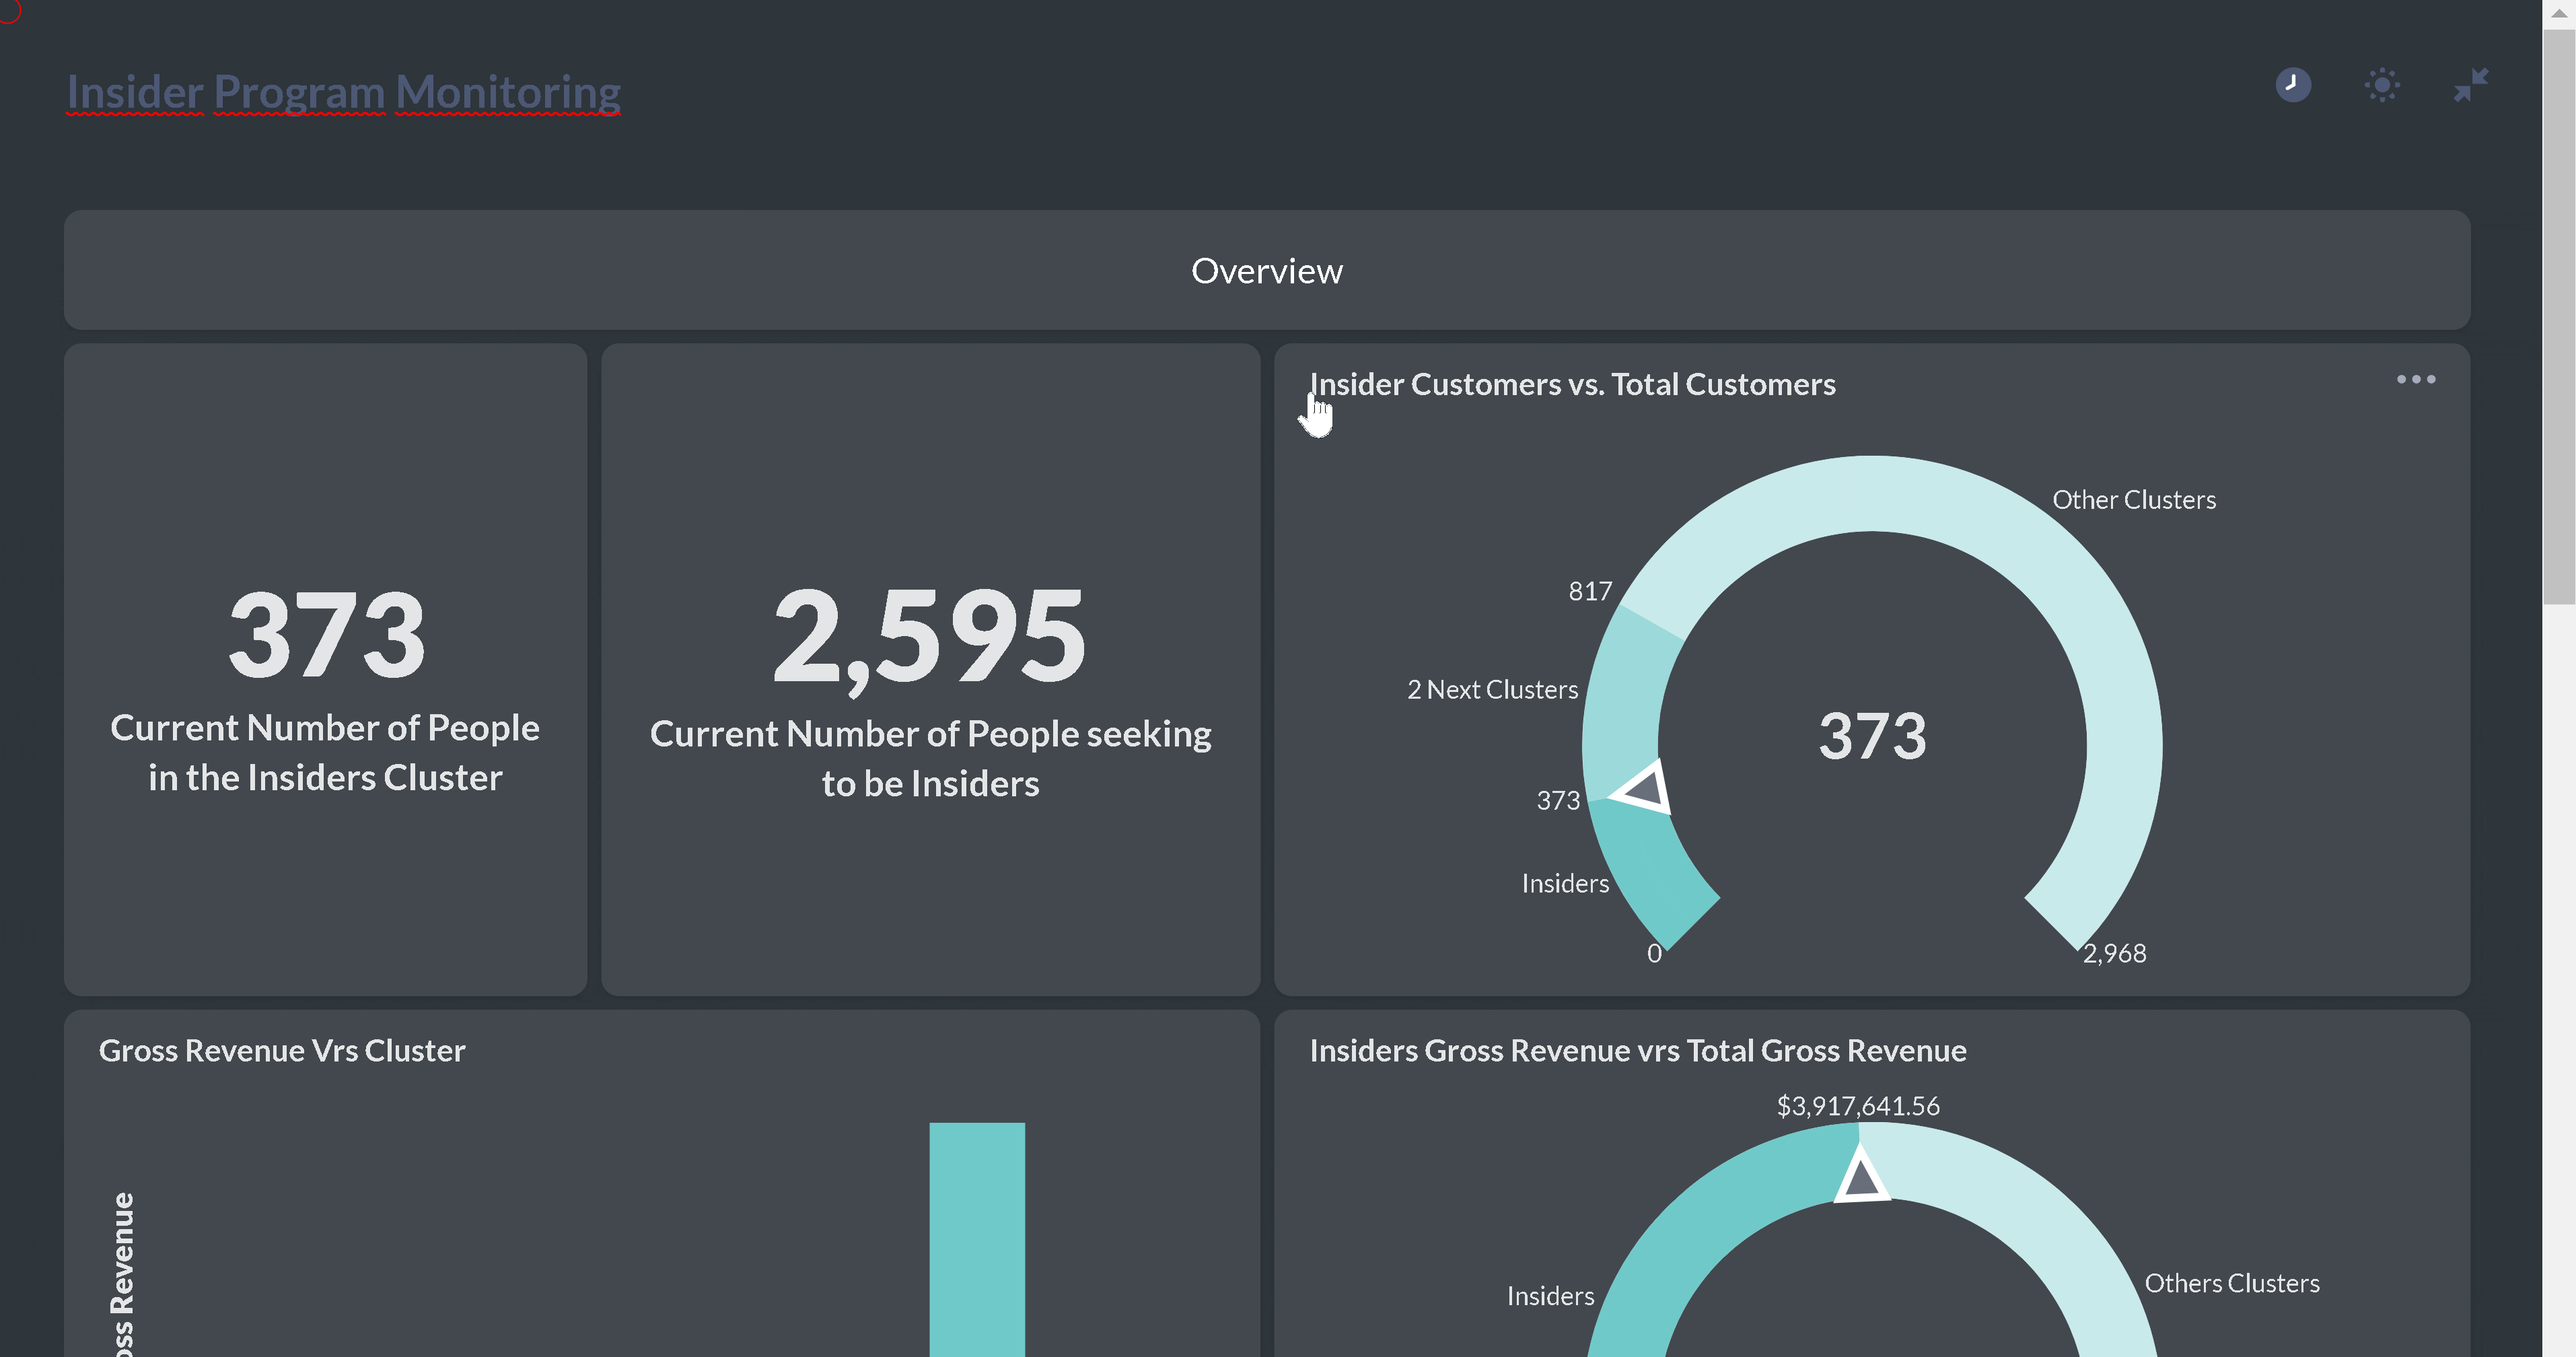 Insider Program Monitoring
Overview
373
Current Number of People
in the Insiders Cluster
2,595
Current Number of People seeking
to be Insiders
Insider Customers vs. Total Customers
Other Clusters
817
2 Next Clusters
373
373
Insiders
0
2,968
Gross Revenue Vrs Cluster
oss Revenue
Insiders Gross Revenue vrs Total Gross Revenue
$3,917,641.56
Insiders
Others Clusters